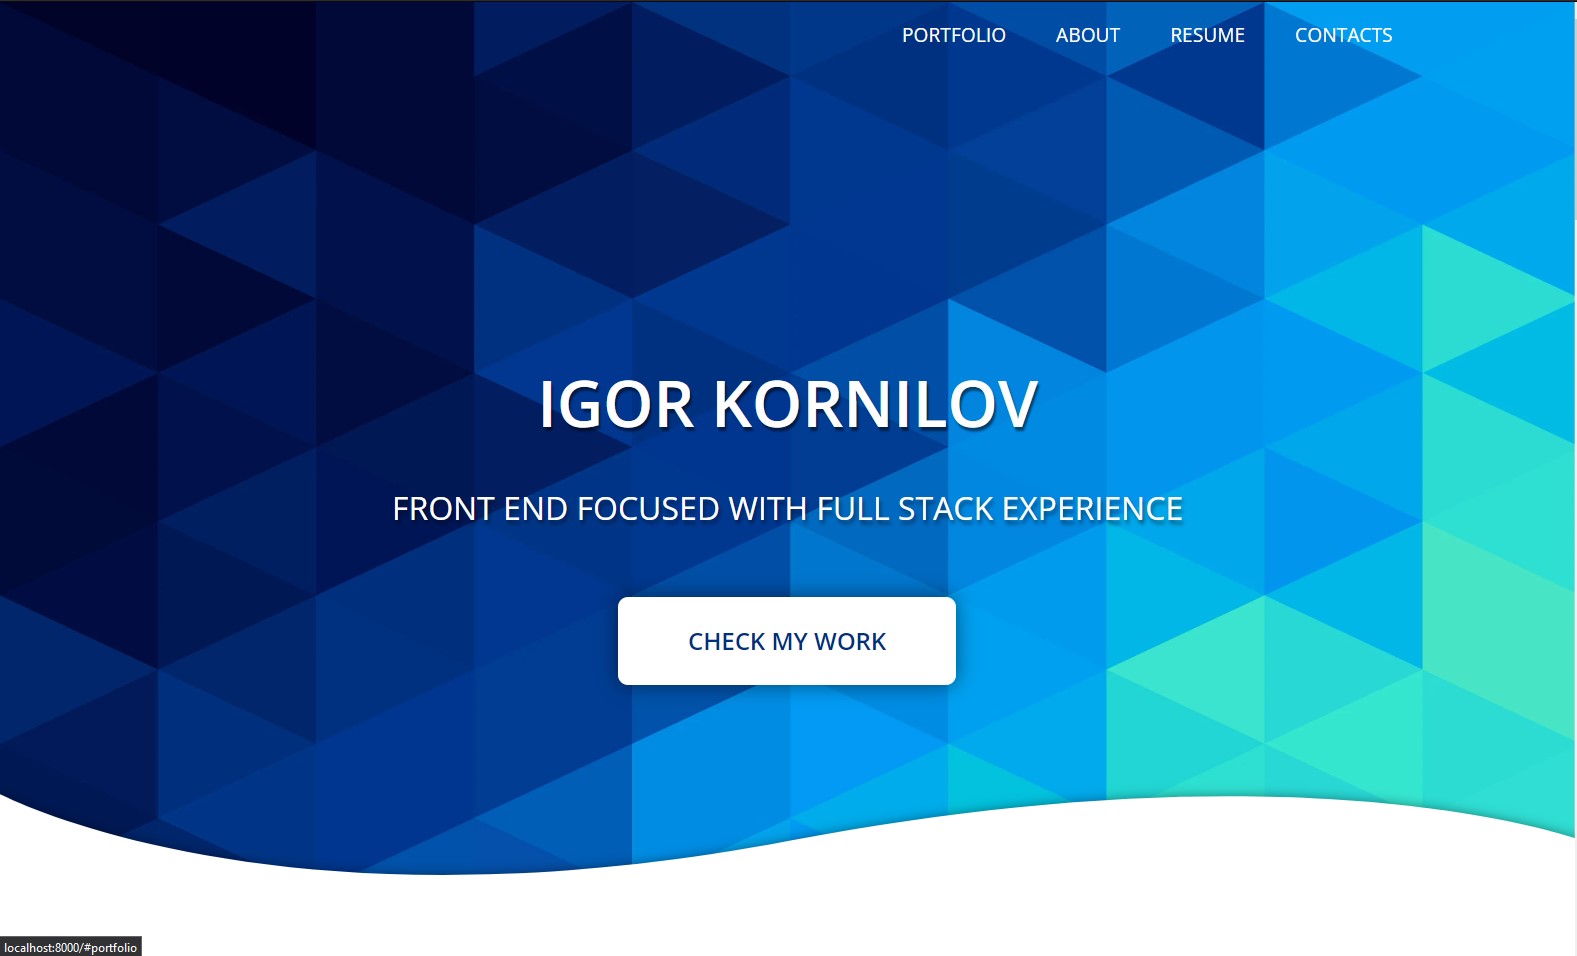 PORTFOLIO ABOUT RESUME CONTACTS
IGOR KORNILOV
FRONT END FOCUSED WITH FULL STACK EXPERIENCE
CHECK MY WORK
localhost:8000/#portfolio